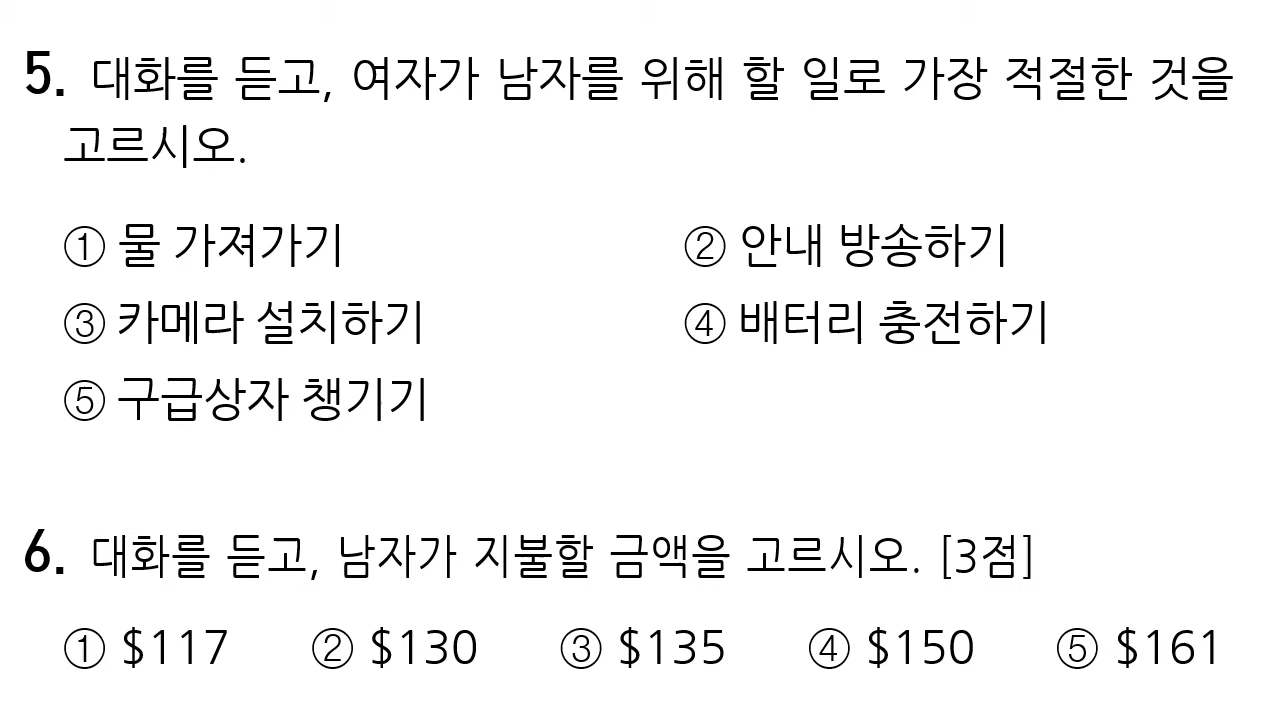 5. 대화를 듣고, 여자가 남자를 위해 할 일로 가장 적절한 것을
고르시오.
① 물 가져가기 ② 안내 방송하기
③ 카메라 설치하기 ④ 배터리 충전하기
⑤ 구급상자 챙기기
6. 대화를 듣고, 남자가 지불할 금액을 고르시오. [3점]
① $117 ② $130 ③ $135 ④ $150 ⑤ $161